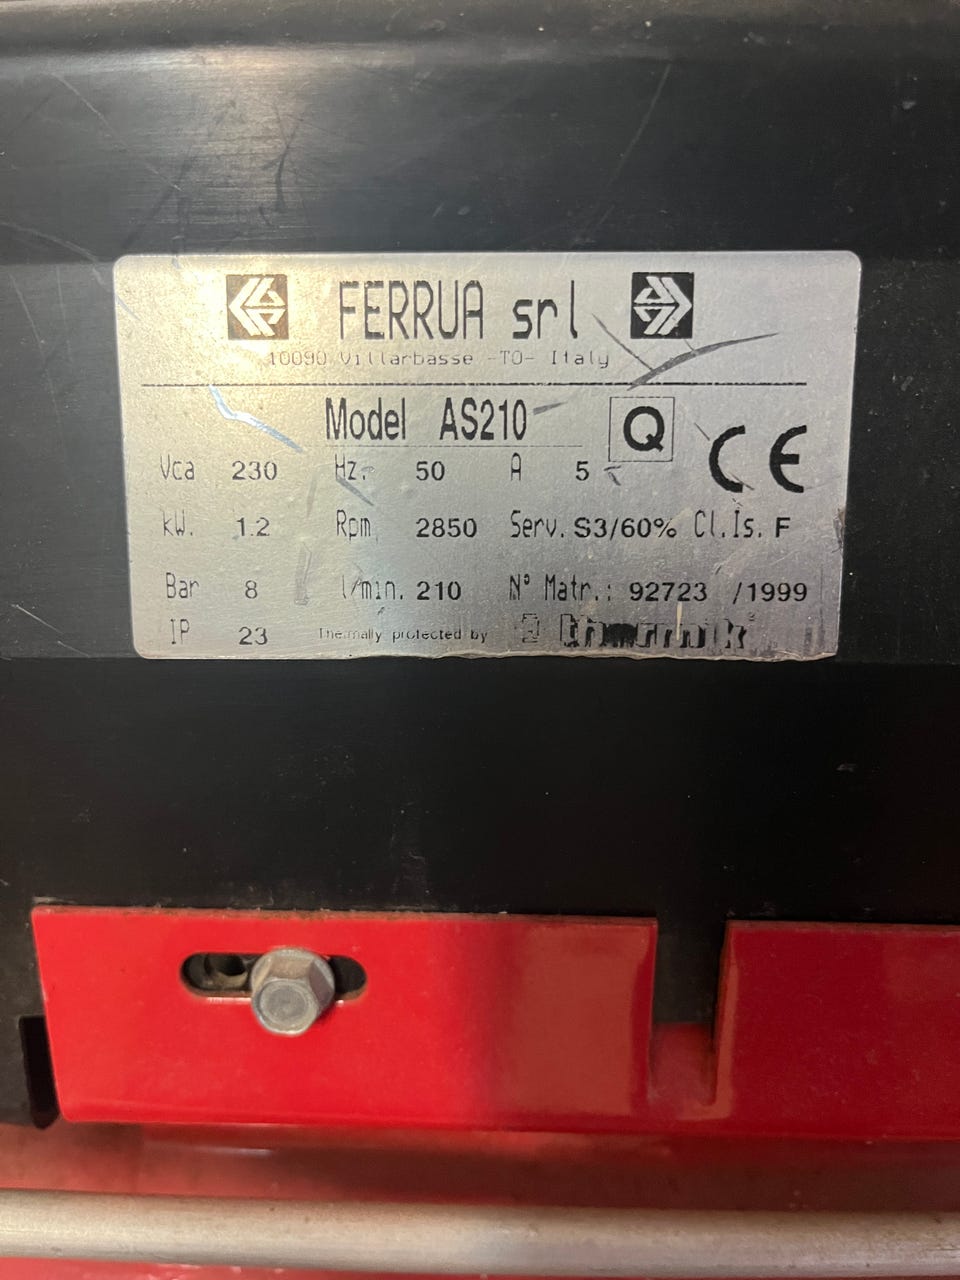 FERRUA srl
10090 Villarbasse -TO- Italy
Model AS210
Q CE
Vca 230 Hz. 50 A 5
kW. 1.2 Rpm 2850 Serv. S3/60% Cl.Is. F
Bar 8 l/min. 210 N° Matr.: 92723 /1999
IP 23 Thermally protected by